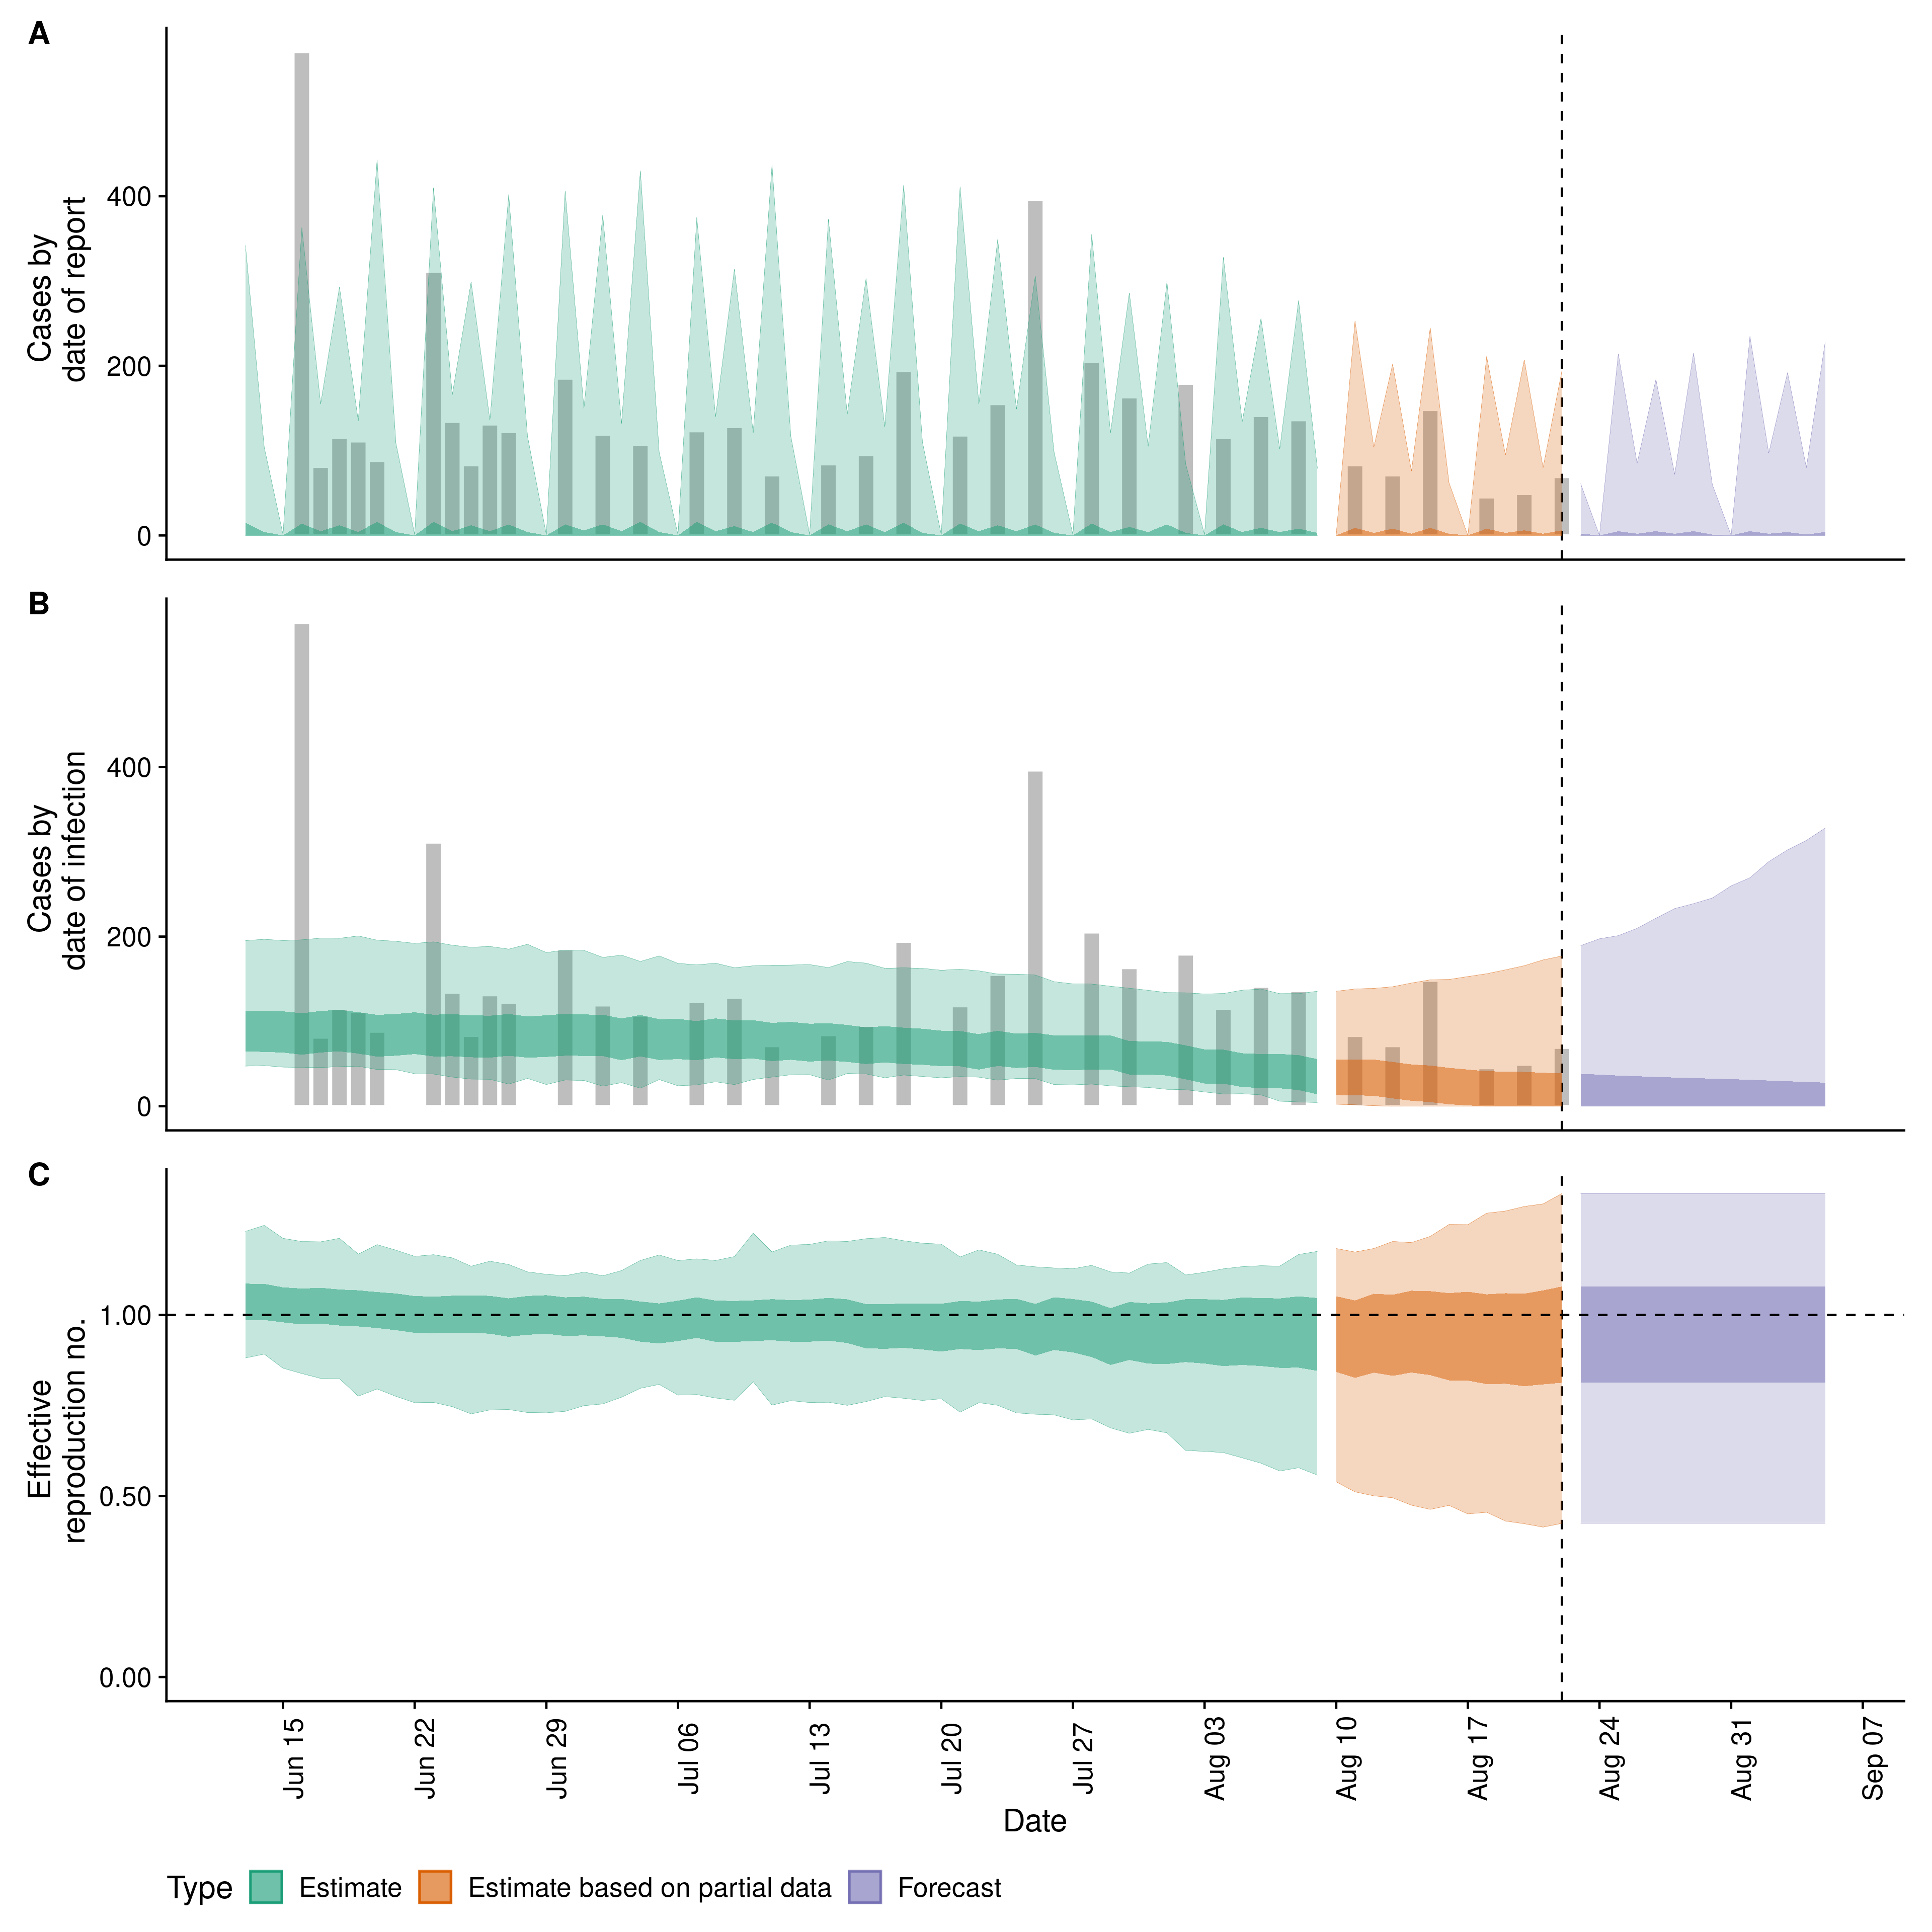 A
Cases by
date of report
400
200
0
B
Cases by
date of infection
400
200
0
C
Effective
reproduction no.
1.00
0.50
0.00
Jun 15
Jun 22
Jun 29
Jul 06
Jul 13
Jul 20
Jul 27
Aug 03
Aug 10
Aug 17
Aug 24
Aug 31
Sep 07
Date
Type Estimate Estimate based on partial data Forecast